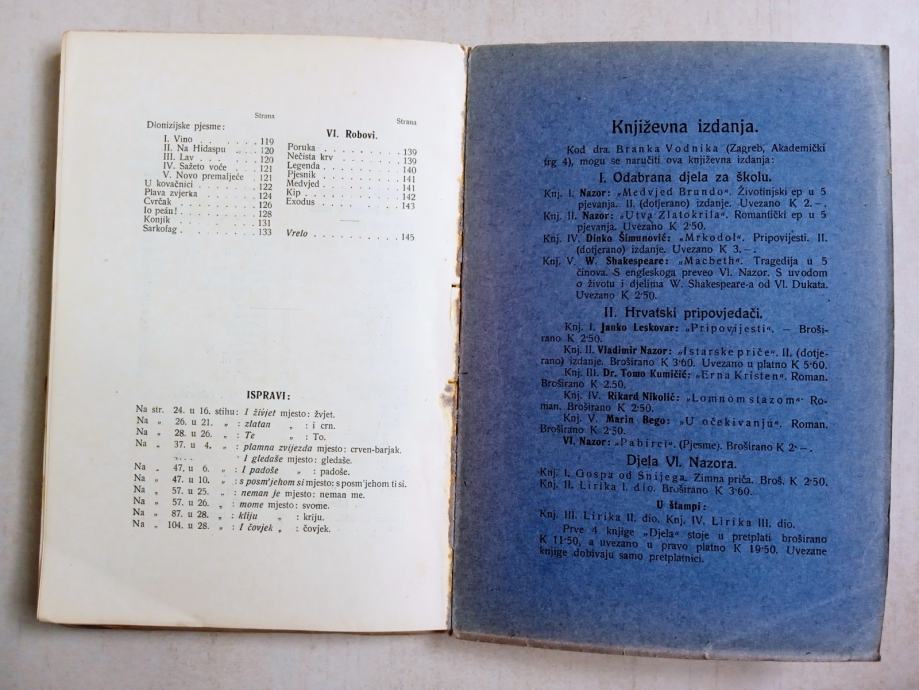 Strana
Dionizijske pjesme:
I. Vino . . . . . . . . 119
II. Na Hidaspu . . . 120
III. Lav . . . . . . . . 120
IV. Sažeto voće . . . 121
V. Novo premaljeće . . 121
U kovačnici . . . . . . . 122
Plava zvjerka . . . . . . 124
Cvrčak . . . . . . . . . 126
Io peán! . . . . . . . . 128
Konjik . . . . . . . . . 131
Sarkofag . . . . . . . . 133
Strana
VI. Robovi.
Poruka . . . . . . . . . 139
Nečista krv . . . . . . . 139
Legenda . . . . . . . . 140
Pjesnik . . . . . . . . . 141
Medvjed . . . . . . . . 141
Kip . . . . . . . . . . 142
Exodus . . . . . . . . . 143
Vrelo . . . . . . . . . . 145
ISPRAVI:
Na str. 24. u 16. stihu: I živjet mjesto: žvjet.
Na „ 26. u 21. „ : zlatan „ : i crn.
Na „ 28. u 26. „ : Te „ : To.
Na „ 37. u 4. „ : plamna zvijezda mjesto: crven-barjak.
„ : I gledaše mjesto: gledaše.
Na „ 47. u 6. „ : I padoše „ : padoše.
Na „ 47. u 10. „ : s posm'jehom si mjesto: s posm'jehom ti si.
Na „ 57. u 25. „ : neman je mjesto: neman me.
Na „ 57. u 26. „ : mome mjesto: svome.
Na „ 87. u 28. „ : kliju „ : kriju.
Na „ 104. u 28. „ : I čovjek „ : čovjek.
Književna izdanja.
Kod dra. Branka Vodnika (Zagreb, Akademički
trg 4), mogu se naručiti ova književna izdanja:
I. Odabrana djela za školu.
Knj. I. Nazor: „Medvjed Brundo“. Životinjski ep u 5
pjevanja. II. (dotjerano) izdanje. Uvezano K 2.–.
Knj. II. Nazor: „Utva Zlatokrila“. Romantički ep u 5
pjevanja. Uvezano K 2·50.
Knj. IV. Dinko Šimunović: „Mrkodol“. Pripovijesti. II.
(dotjerano) izdanje. Uvezano K 3.–.
Knj. V. W. Shakespeare: „Macbeth“. Tragedija u 5
činova. S engleskoga preveo Vl. Nazor. S uvodom
o životu i djelima W. Shakespeare-a od Vl. Dukata.
Uvezano K 2·50.
II. Hrvatski pripovjedači.
Knj. I. Janko Leskovar: „Pripovijesti“. – Broši-
rano K 2·50.
Knj. II. Vladimir Nazor: „Istarske priče“. II. (dotje-
rano) izdanje. Broširano K 3·60. Uvezano u platno K 5·60.
Knj. III. Dr. Tomo Kumičić: „Erna Kristen“. Roman.
Broširano K 2.50.
Knj. IV. Rikard Nikolić: „Lomnom stazom“. Ro-
man. Broširano K 2·50.
Knj. V. Marin Bego: „U očekivanju“. Roman.
Broširano K 2·50.
Vl. Nazor: „Pabirci“. (Pjesme). Broširano K 2·–.
Djela Vl. Nazora.
Knj. I. Gospa od Snijega. Zimna priča. Broš. K 2·50.
Knj. II. Lirika I. dio. Broširano K 3·60.
U štampi:
Knj. III. Lirika II. dio. Knj. IV. Lirika III. dio.
Prve 4 knjige „Djela“ stoje u pretplati broširano
K 11·50, a uvezano u pravo platno K 19·50. Uvezane
knjige dobivaju samo pretplatnici.